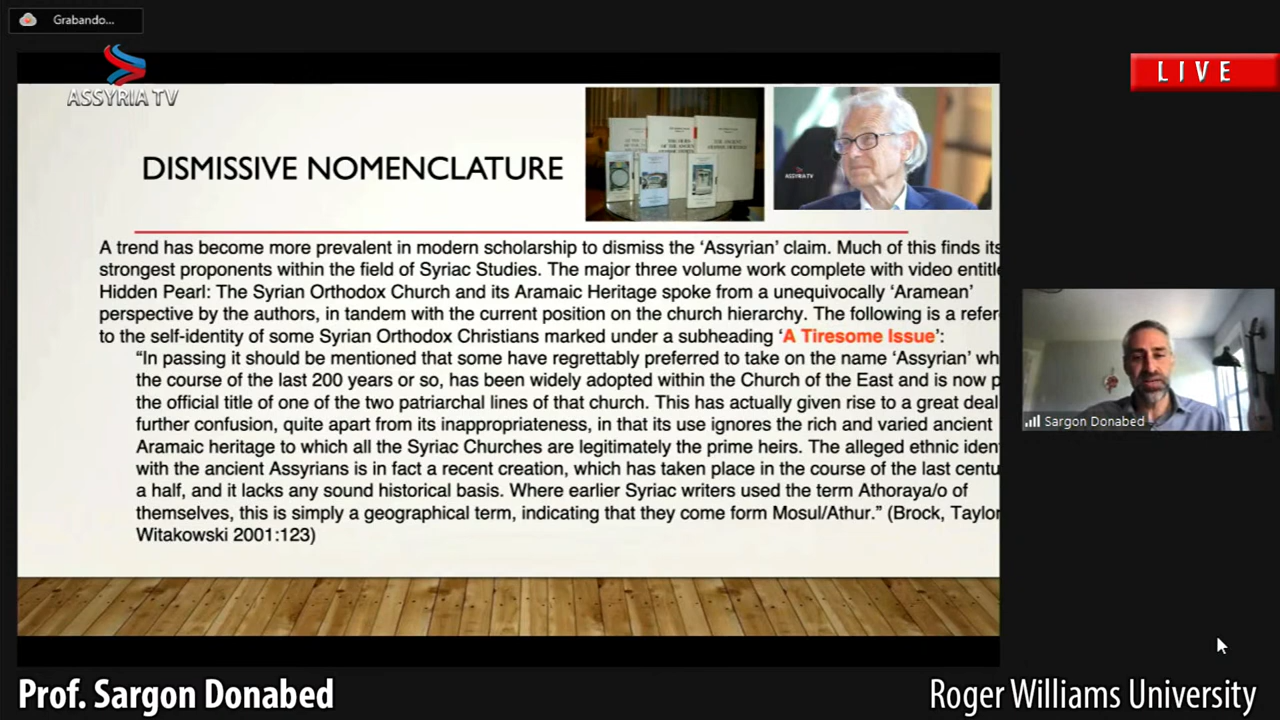 Grabando...
ASSYRIA TV
LIVE
DISMISSIVE NOMENCLATURE
ASSYRIA TV
A trend has become more prevalent in modern scholarship to dismiss the ‘Assyrian’ claim. Much of this finds its
strongest proponents within the field of Syriac Studies. The major three volume work complete with video
Hidden Pearl: The Syrian Orthodox Church and its Aramaic Heritage spoke from a unequivocally ‘Aramean’
perspective by the authors, in tandem with the current position on the church hierarchy. The following is a
to the self-identity of some Syrian Orthodox Christians marked under a subheading ‘A Tiresome Issue’:
“In passing it should be mentioned that some have regrettably preferred to take on the name ‘Assyrian’
the course of the last 200 years or so, has been widely adopted within the Church of the East and is now
the official title of one of the two patriarchal lines of that church. This has actually given rise to a great deal
further confusion, quite apart from its inappropriateness, in that its use ignores the rich and varied ancient
Aramaic heritage to which all the Syriac Churches are legitimately the prime heirs. The alleged ethnic
with the ancient Assyrians is in fact a recent creation, which has taken place in the course of the last
a half, and it lacks any sound historical basis. Where earlier Syriac writers used the term Athoraya/o of
themselves, this is simply a geographical term, indicating that they come form Mosul/Athur.” (Brock, Taylor
Witakowski 2001:123)
Sargon Donabed
Prof. Sargon Donabed
Roger Williams University